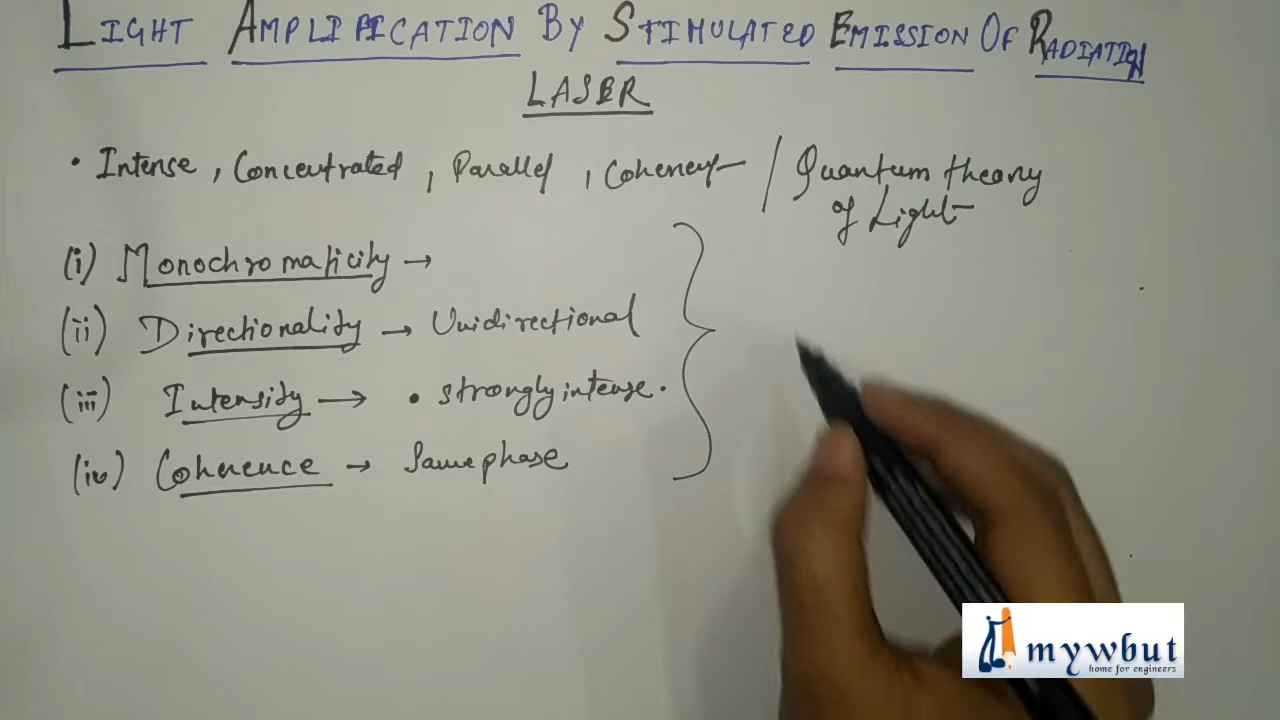 LIGHT AMPLIFICATION BY STIMULATED EMISSION OF RADIATION
LASER
• Intense, Concentrated, Parallel, Coherent / Quantum theory
of Light
(i) Monochromaticity →
(ii) Directionality → Unidirectional
(iii) Intensity → • strongly intense.
(iv) Coherence → Same phase
mywbut
home for engineers